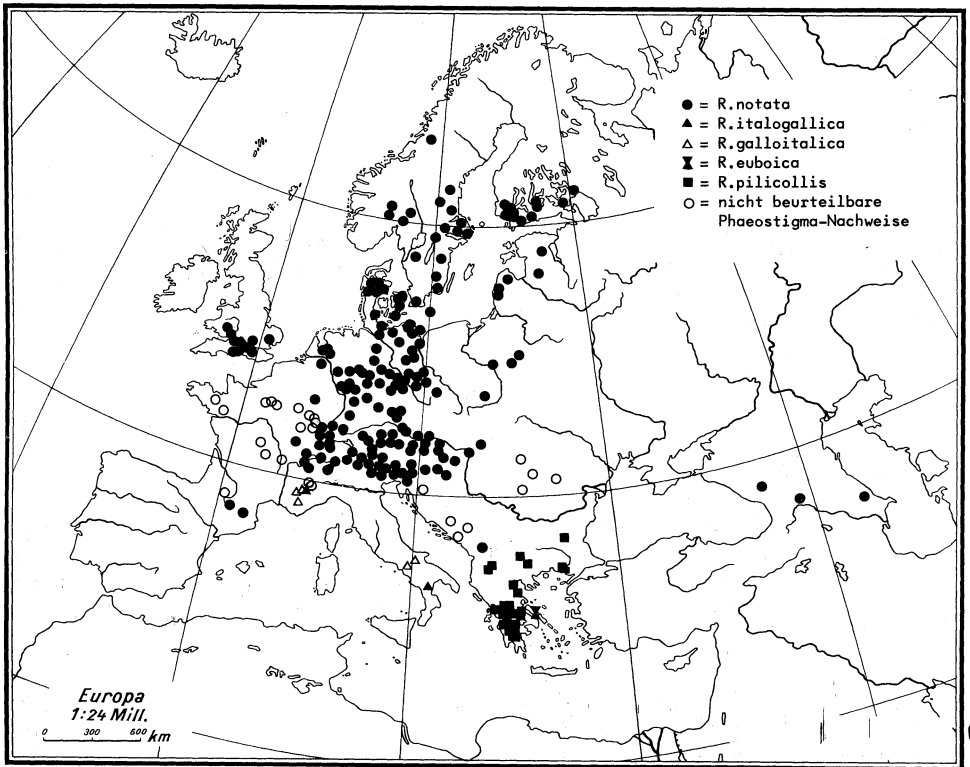 ● = R.notata
▲ = R.italogallica
△ = R.galloitalica
⧗ = R.euboica
■ = R.pilicollis
○ = nicht beurteilbare
Phaeostigma-Nachweise
Europa
1:24 Mill.
0 300 600 km